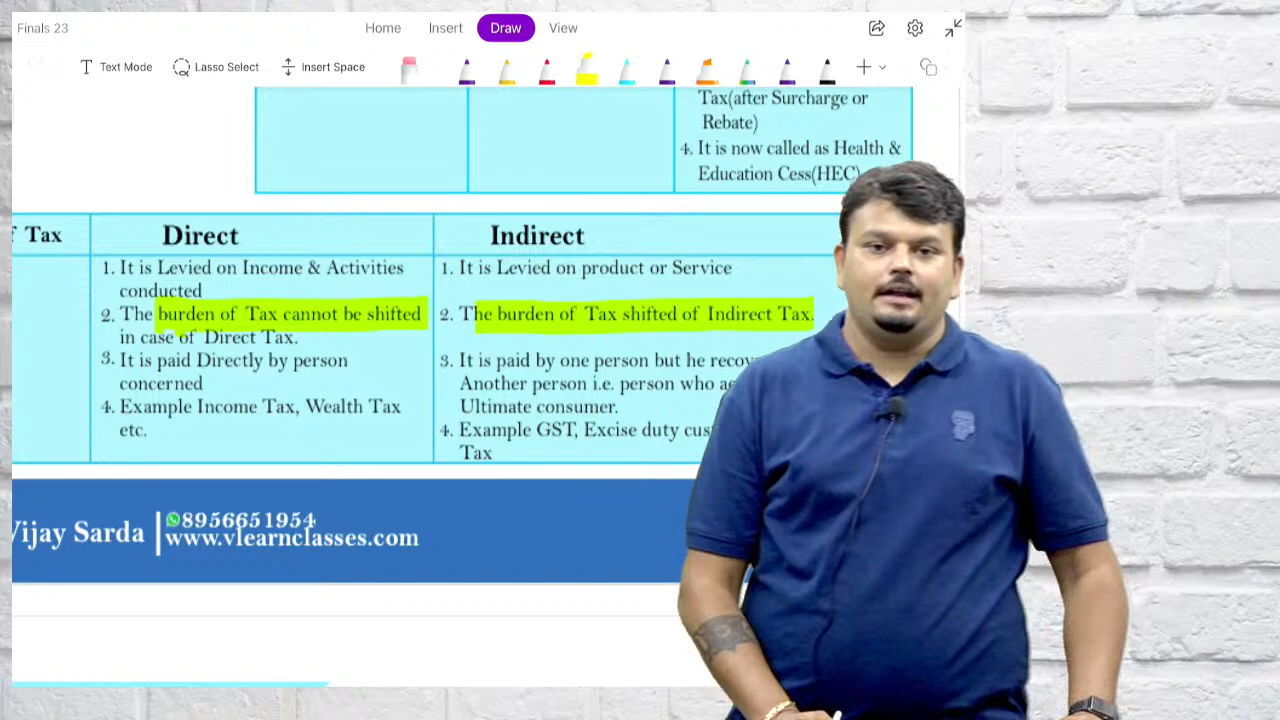 Finals 23
Home Insert Draw View
Text Mode Lasso Select Insert Space
Tax(after Surcharge or
Rebate)
4. It is now called as Health &
Education Cess(HEC)
Tax Direct Indirect
1. It is Levied on Income & Activities
conducted
2. The burden of Tax cannot be shifted
in case of Direct Tax.
3. It is paid Directly by person
concerned
4. Example Income Tax, Wealth Tax
etc.
1. It is Levied on product or Service
2. The burden of Tax shifted of Indirect Tax.
3. It is paid by one person but he
Another person i.e. person who
Ultimate consumer.
4. Example GST, Excise duty
Tax
Vijay Sarda
8956651954
www.vlearnclasses.com